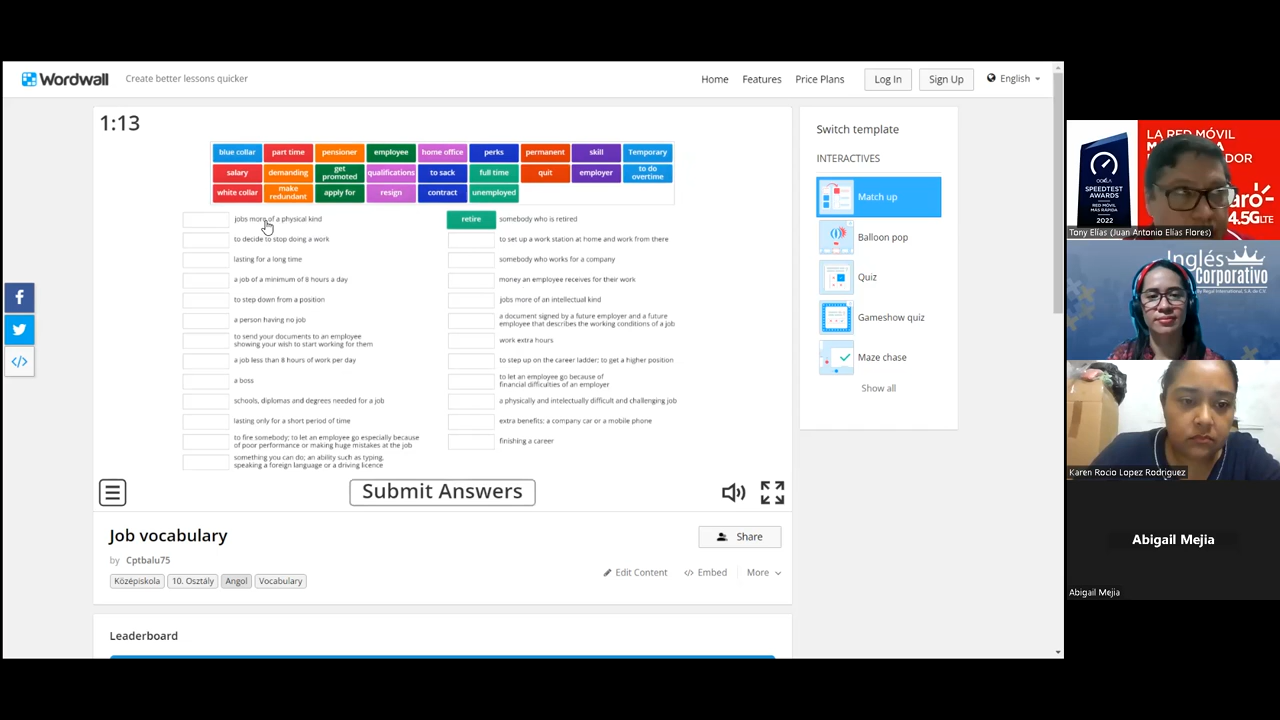 Wordwall
Create better lessons quicker
Home
Features
Price Plans
Log In
Sign Up
English
1:13
blue collar
part time
pensioner
employee
home office
perks
permanent
skill
Temporary
salary
demanding
get
promoted
qualifications
to sack
full time
quit
employer
to do
overtime
white collar
make
redundant
apply for
resign
contract
unemployed
jobs more of a physical kind
to decide to stop doing a work
lasting for a long time
a job of a minimum of 8 hours a day
to step down from a position
a person having no job
to send your documents to an employee
showing your wish to start working for them
a job less than 8 hours of work per day
a boss
schools, diplomas and degrees needed for a job
lasting only for a short period of time
to fire somebody; to let an employee go especially because
of poor performance or making huge mistakes at the job
something you can do; an ability such as typing,
speaking a foreign language or a driving licence
retire
somebody who is retired
to set up a work station at home and work from there
somebody who works for a company
money an employee receives for their work
jobs more of an intellectual kind
a document signed by a future employer and a future
employee that describes the working conditions of a job
work extra hours
to step up on the career ladder; to get a higher position
to let an employee go because of
financial difficulties of an employer
a physically and intelectually difficult and challenging job
extra benefits: a company car or a mobile phone
finishing a career
Submit Answers
Job vocabulary
by Cptbalu75
Középiskola
10. Osztály
Angol
Vocabulary
Share
Edit Content
Embed
More
Leaderboard
Switch template
INTERACTIVES
Match up
Balloon pop
Quiz
Gameshow quiz
Maze chase
Show all
LA RED MÓVIL
SPEEDTEST
AWARDS
2022
4.5G LTE
Tony Elías (Juan Antonio Elías Flores)
Inglés
Corporativo
Karen Rocio Lopez Rodriguez
Abigail Mejia
Abigail Mejia